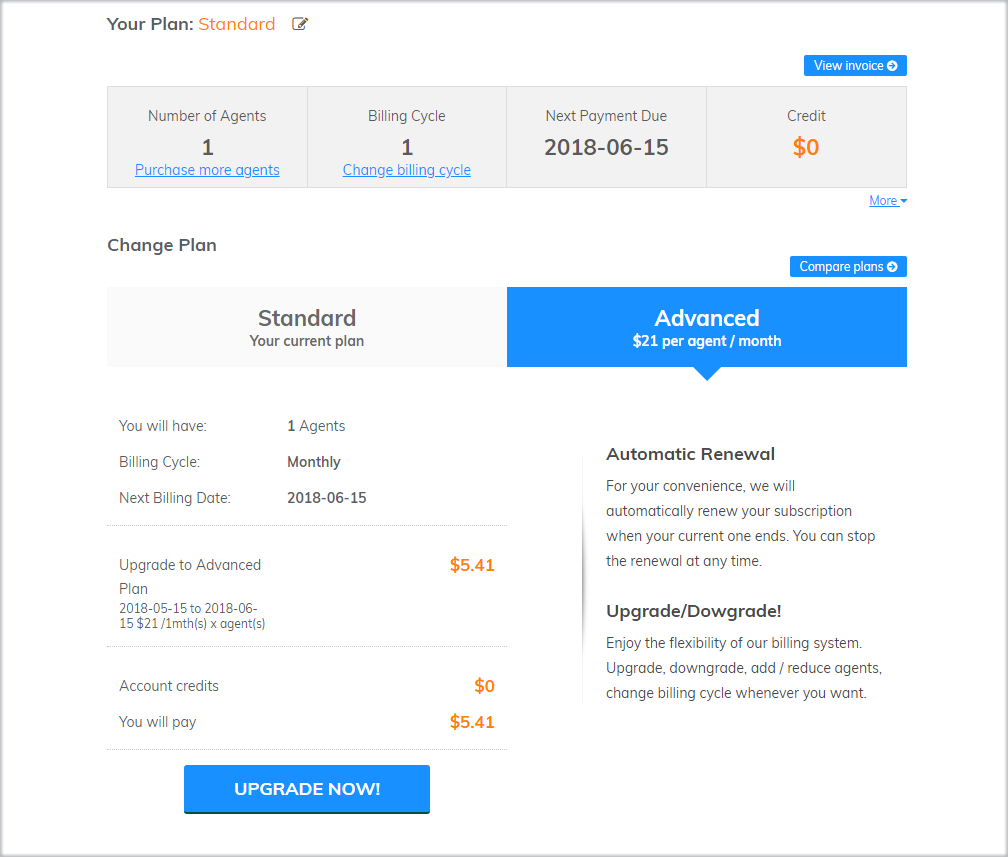 Your Plan: Standard
View invoice
Number of Agents
1
Purchase more agents
Billing Cycle
1
Change billing cycle
Next Payment Due
2018-06-15
Credit
$0
More
Change Plan
Compare plans
Standard
Your current plan
Advanced
$21 per agent / month
You will have: 1 Agents
Billing Cycle: Monthly
Next Billing Date: 2018-06-15
Upgrade to Advanced $5.41
Plan
2018-05-15 to 2018-06-
15 $21 /1mth(s) x agent(s)
Account credits $0
You will pay $5.41
UPGRADE NOW!
Automatic Renewal
For your convenience, we will
automatically renew your subscription
when your current one ends. You can stop
the renewal at any time.
Upgrade/Dowgrade!
Enjoy the flexibility of our billing system.
Upgrade, downgrade, add / reduce agents,
change billing cycle whenever you want.